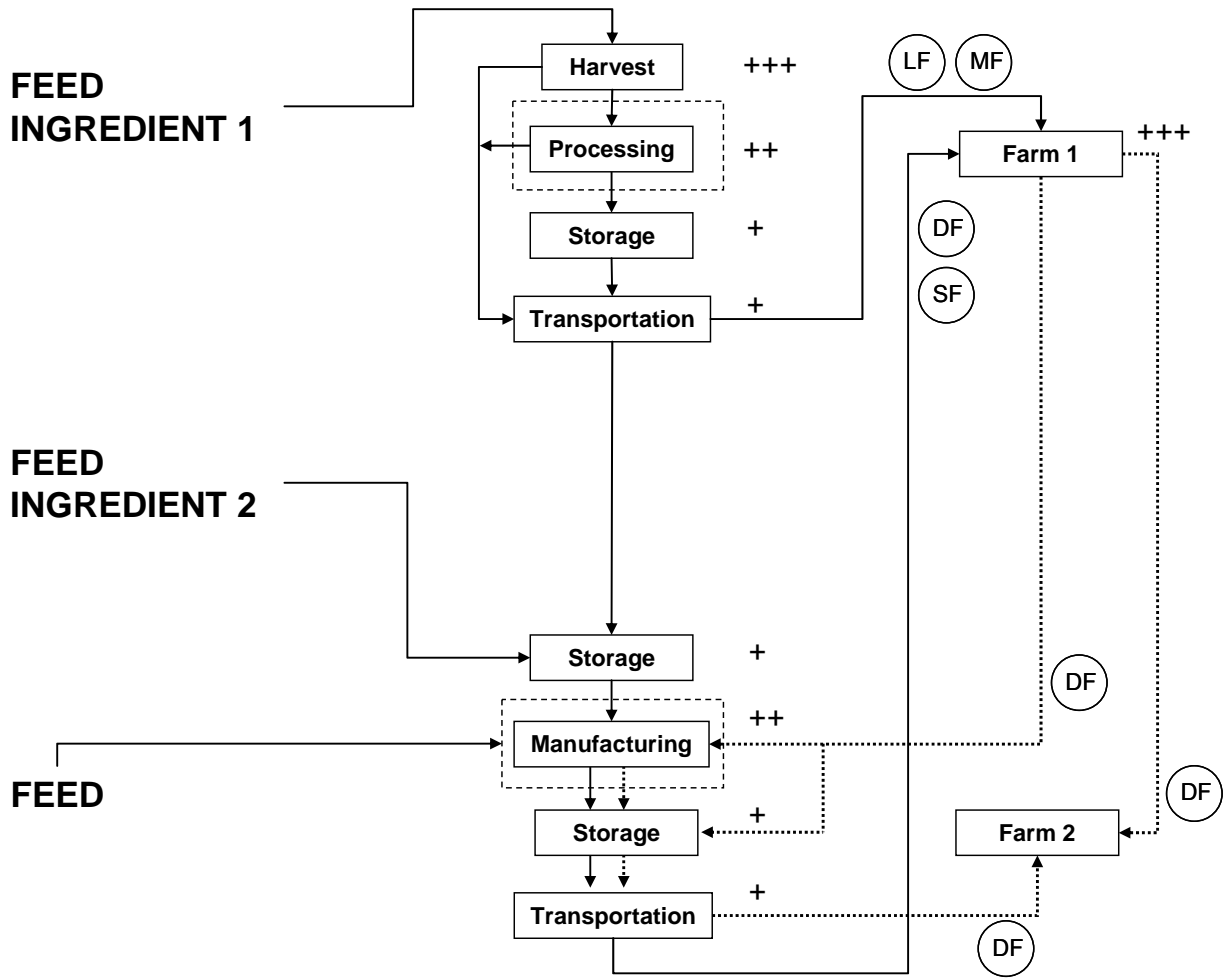 FEED
INGREDIENT 1
Harvest +++
Processing ++
Storage +
Transportation +
LF MF
Farm 1 +++
DF
SF
FEED
INGREDIENT 2
Storage +
DF
Manufacturing ++
FEED
DF
Storage +
Farm 2
Transportation +
DF